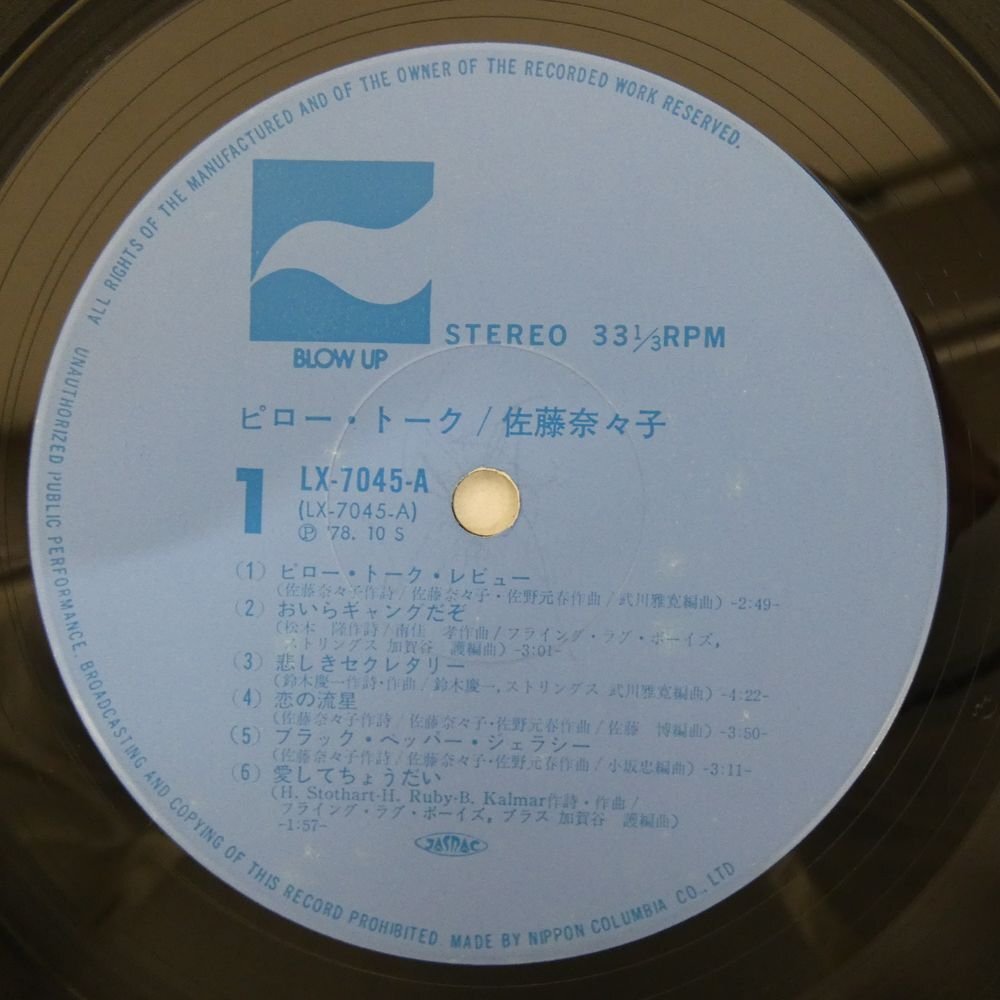 ALL RIGHTS OF THE MANUFACTURED AND OF THE OWNER OF THE RECORDED WORK RESERVED.
BLOW UP
STEREO 33 1/3 RPM
ピロー・トーク / 佐藤奈々子
1
LX-7045-A
(LX-7045-A)
Ⓟ '78. 10 S
(1) ピロー・トーク・レビュー
(佐藤奈々子作詩 / 佐藤奈々子・佐野元春作曲 / 武川雅寛編曲) -2:49-
(2) おいらギャングだぞ
(松本 隆作詩 / 南佳 孝作曲 / フライング・ラブ・ボーイズ,
ストリングス 加賀谷 護編曲) -3:01-
(3) 悲しきセクレタリー
(鈴木慶一作詩・作曲 / 鈴木慶一, ストリングス 武川雅寛編曲) -4:22-
(4) 恋の流星
(佐藤奈々子作詩 / 佐藤奈々子・佐野元春作曲 / 佐藤 博編曲) -3:50-
(5) ブラック・ペッパー・ジェラシー
(佐藤奈々子作詩 / 佐藤奈々子・佐野元春作曲 / 小坂忠編曲) -3:11-
(6) 愛してちょうだい
(H. Stothart-H. Ruby-B. Kalmar作詩・作曲 /
フライング・ラブ・ボーイズ, ブラス 加賀谷 護編曲)
-1:57-
JASRAC
UNAUTHORIZED PUBLIC PERFORMANCE. BROADCASTING AND COPYING OF THIS RECORD PROHIBITED. MADE BY NIPPON COLUMBIA CO., LTD